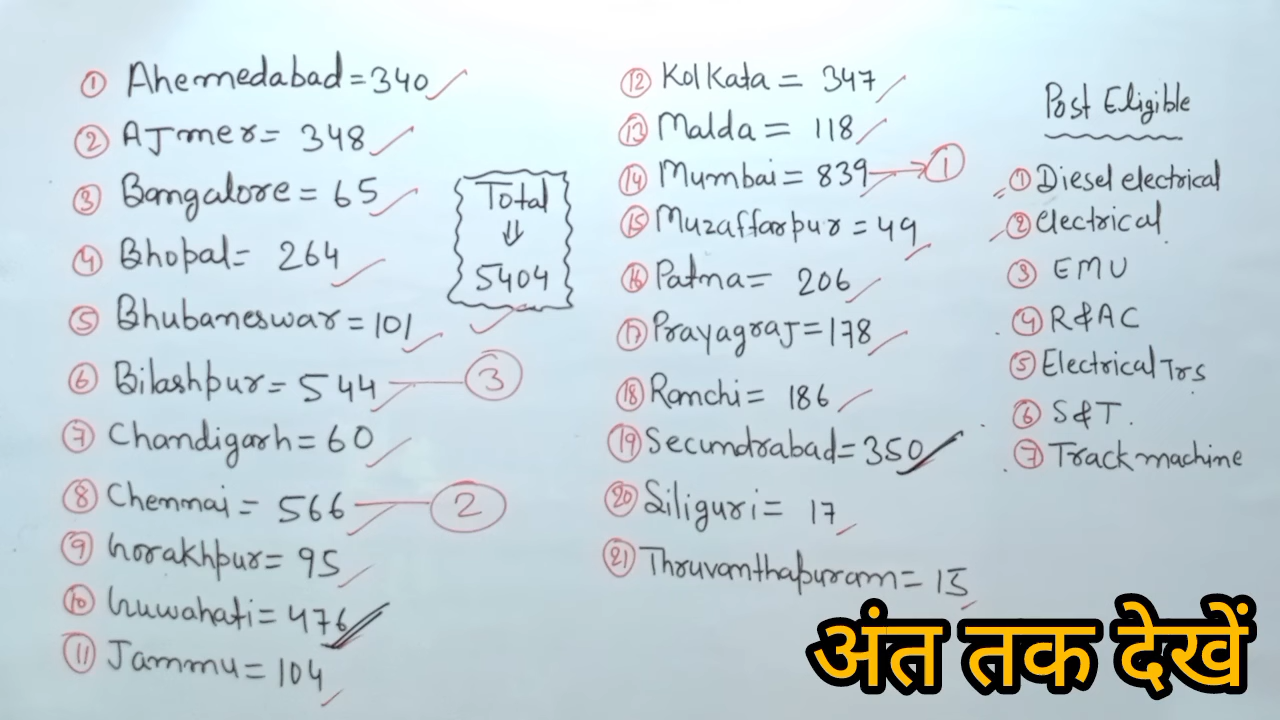 ① Ahemedabad = 340
② AJmer = 348
③ Bangalore = 65
④ Bhopal = 264
⑤ Bhubaneswar = 101
⑥ Bilashpur = 544 — ③
⑦ Chandigarh = 60
⑧ Chennai = 566 — ②
⑨ Gorakhpur = 95
⑩ Guwahati = 476
⑪ Jammu = 104
Total
⇓
5404
⑫ Kolkata = 347
⑬ Malda = 118
⑭ Mumbai = 839 → ①
⑮ Muzaffarpur = 49
⑯ Patna = 206
⑰ PrayagraJ = 178
⑱ Ranchi = 186
⑲ Secundrabad = 350
⑳ Siliguri = 17
㉑ Thruvanthapuram = 15
Post Eligible
① Diesel electrical
② electrical
③ EMU
④ R&AC
⑤ Electrical Trs
⑥ S&T.
⑦ Track machine
अंत तक देखें